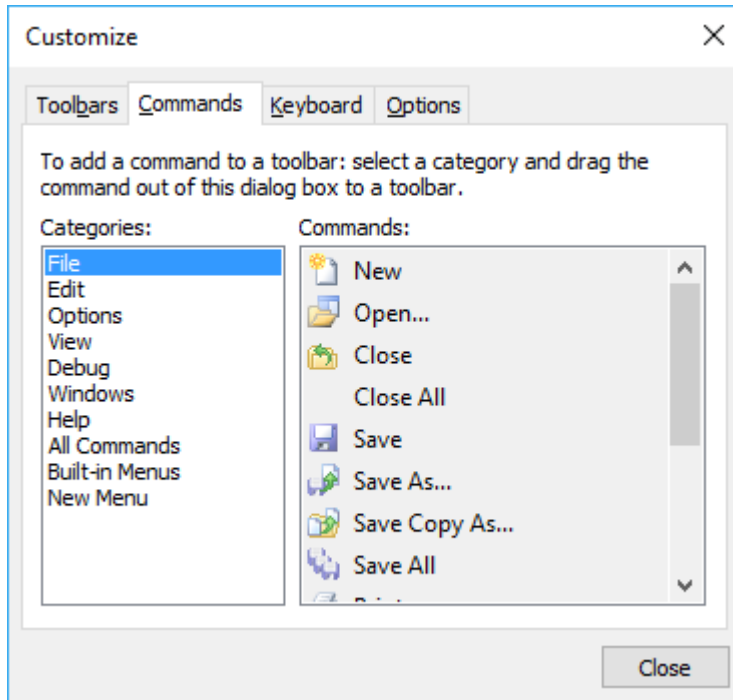 Customize
Toolbars Commands Keyboard Options
To add a command to a toolbar: select a category and drag the
command out of this dialog box to a toolbar.
Categories:
File
Edit
Options
View
Debug
Windows
Help
All Commands
Built-in Menus
New Menu
Commands:
New
Open...
Close
Close All
Save
Save As...
Save Copy As...
Save All
Close